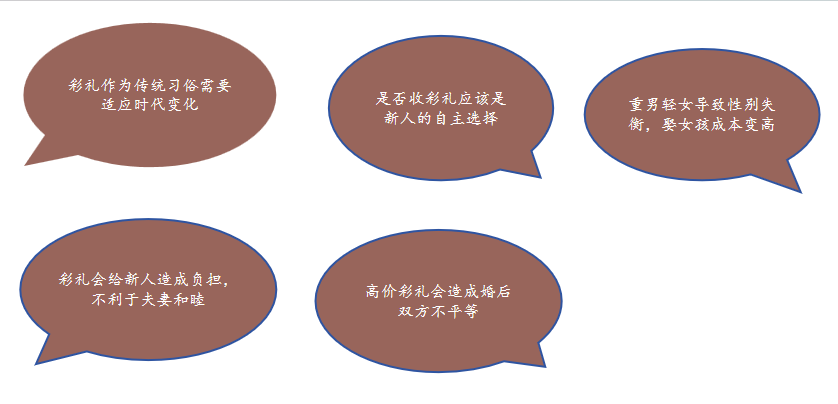 彩礼作为传统习俗需要
适应时代变化
是否收彩礼应该是
新人的自主选择
重男轻女导致性别失
衡，娶女孩成本变高
彩礼会给新人造成负担，
不利于夫妻和睦
高价彩礼会造成婚后
双方不平等